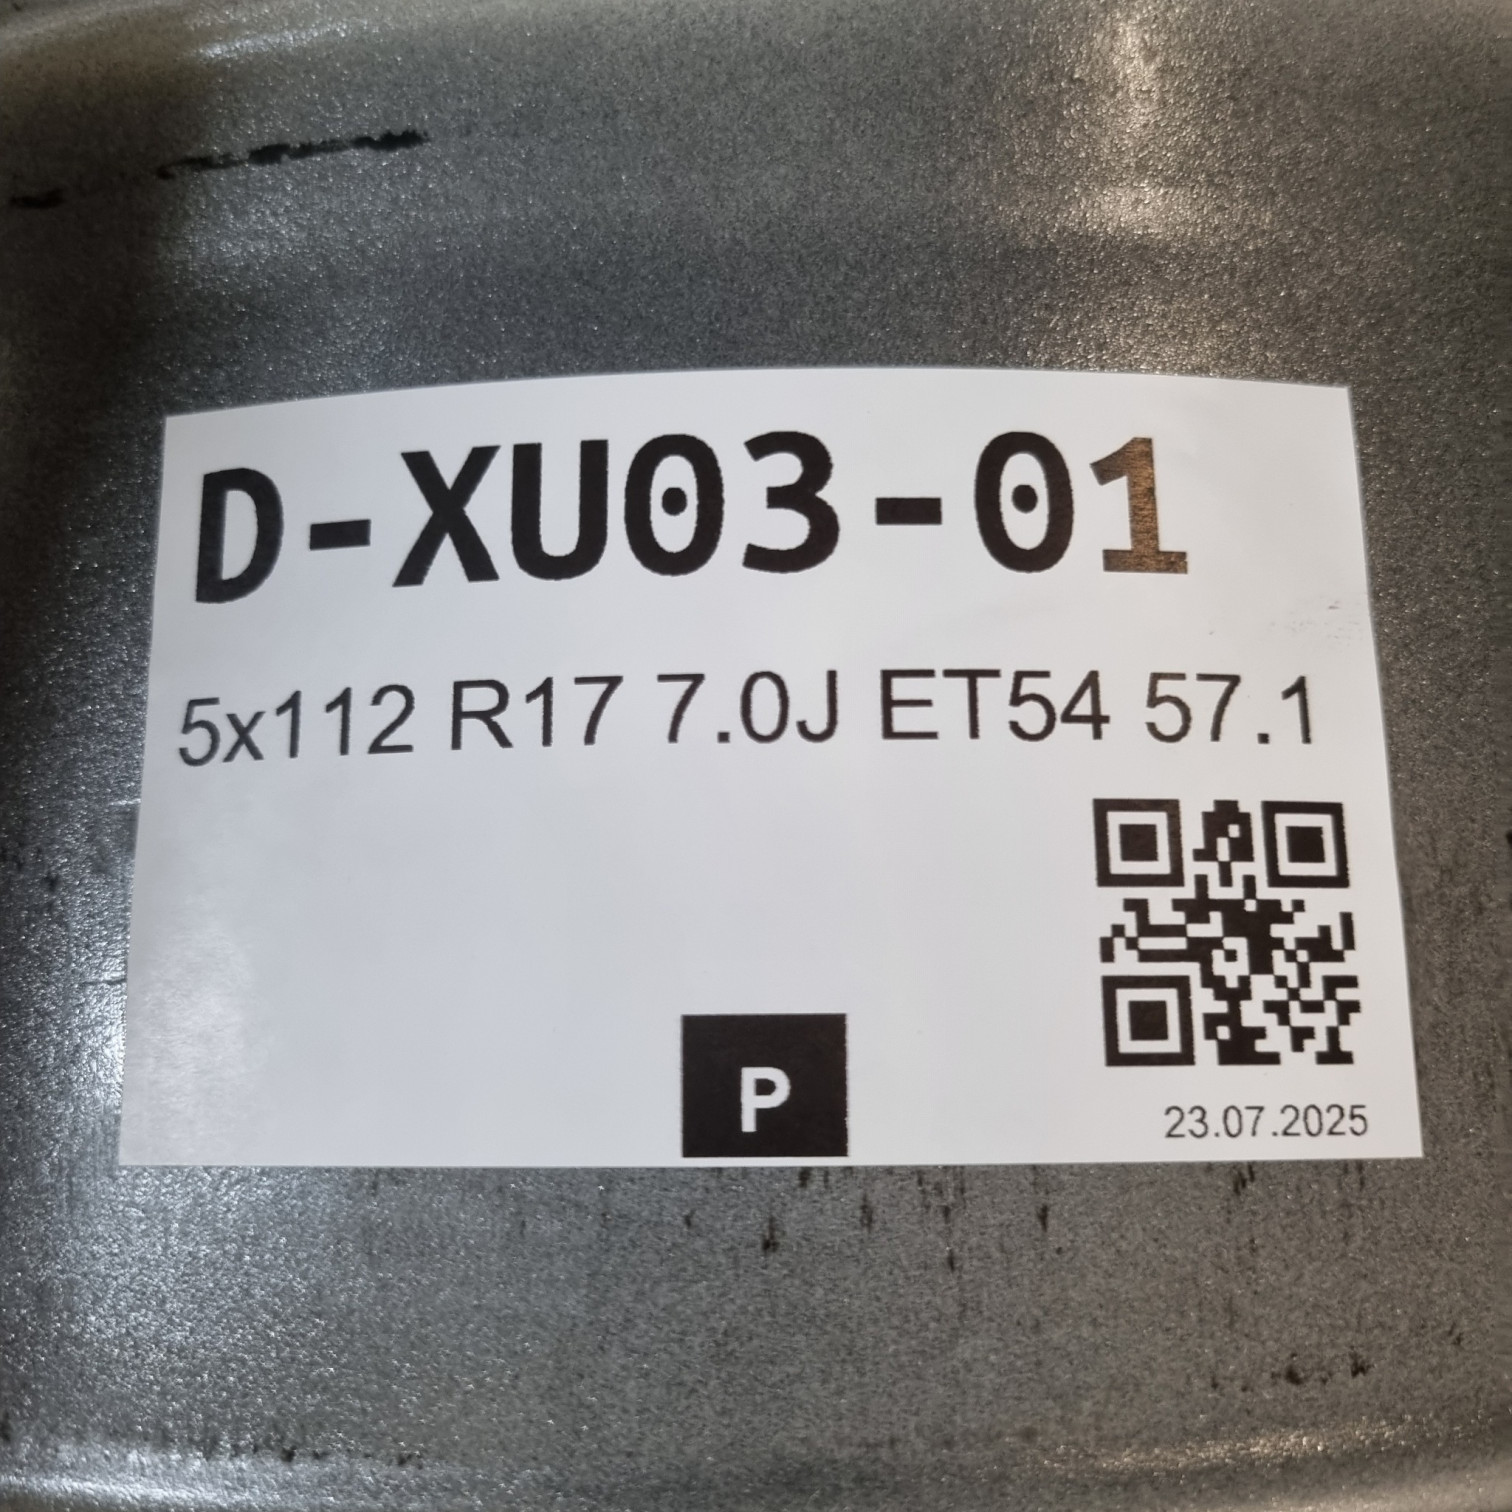 D-XU03-01
5x112 R17 7.0J ET54 57.1
P
23.07.2025